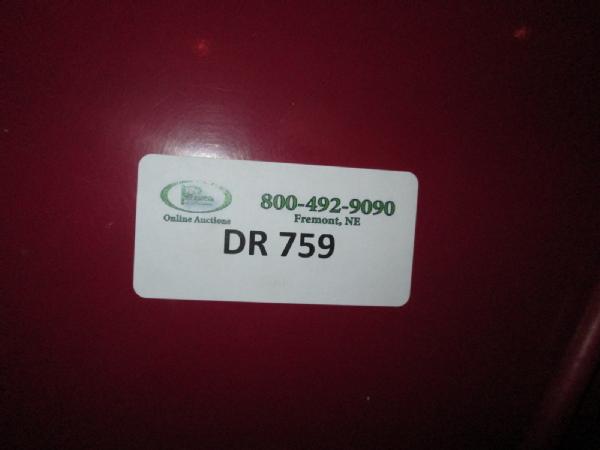 800-492-9090
Online Auctions
Fremont, NE
DR 759